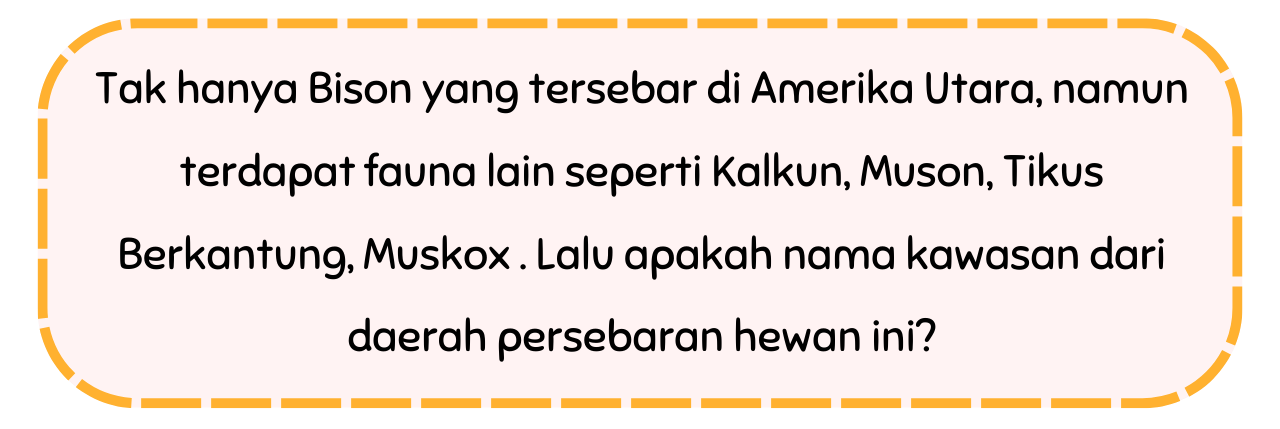 Tak hanya Bison yang tersebar di Amerika Utara, namun
terdapat fauna lain seperti Kalkun, Muson, Tikus
Berkantung, Muskox . Lalu apakah nama kawasan dari
daerah persebaran hewan ini?